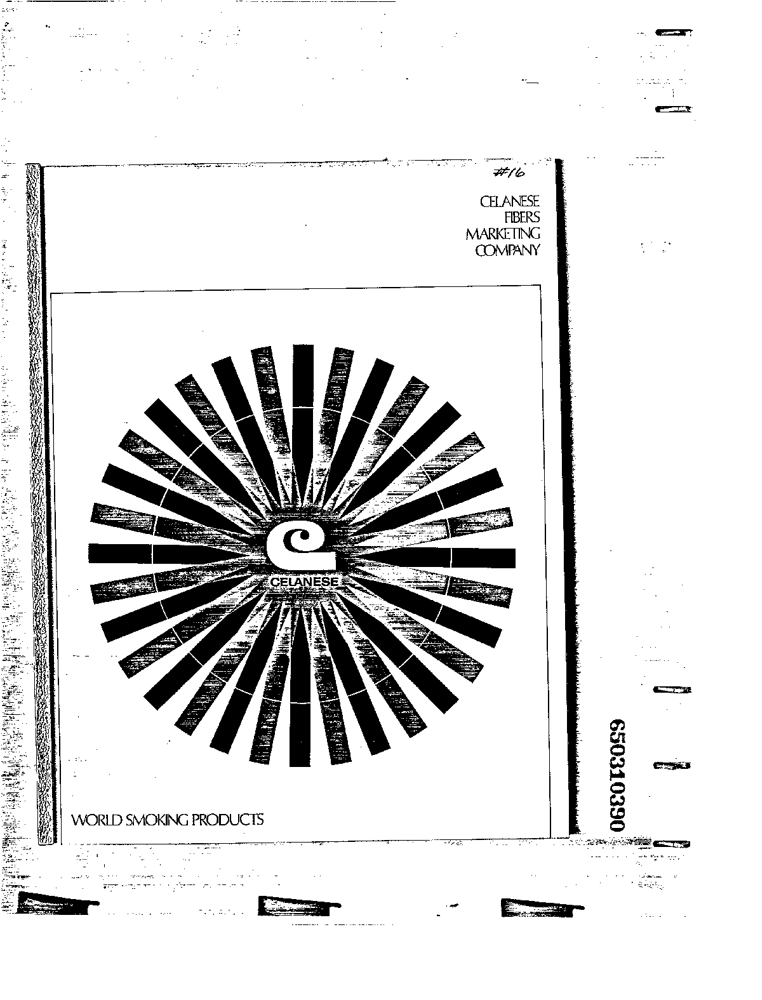 #16
CELANESE
FIBERS
MARKETING
COMPANY
CELANESE
WORLD SMOKING PRODUCTS
650310390